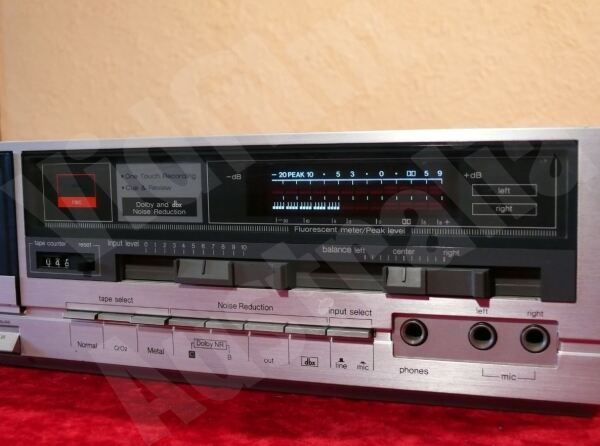 • One Touch Recording
• Cue & Review
Dolby and dbx
Noise Reduction
rec
-dB
-20 PEAK 10 · 5 3 · 0 · DD 5 9
+dB
left
right
Fluorescent meter/Peak level
tape counter reset
946
input level
0 1 2 3 4 5 6 7 8 9 10
balance left center right
tape select
Noise Reduction
input select
Normal
CrO2
Metal
Dolby NR
C B
out
dbx
line mic
phones
left right
mic